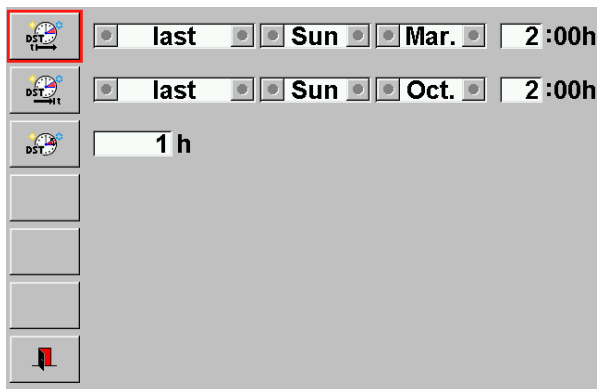 DST t last Sun Mar. 2 :00h
DST t last Sun Oct. 2 :00h
DST 1 h